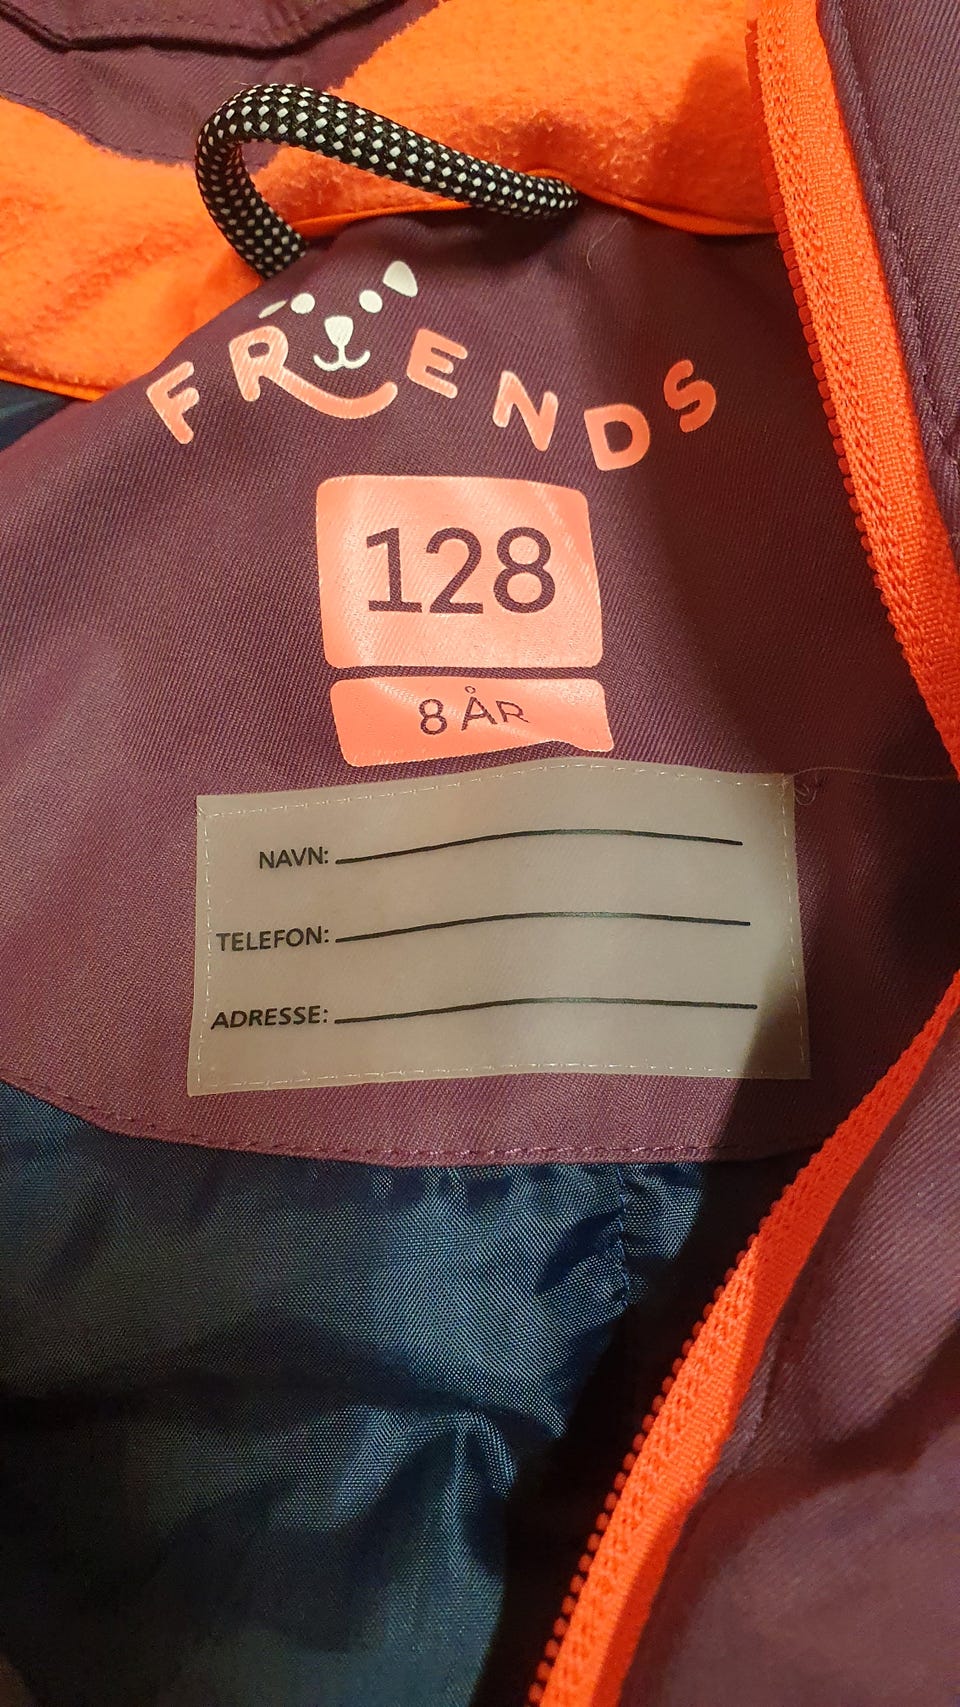 FRIENDS
128
8 ÅR
NAVN:
TELEFON:
ADRESSE: